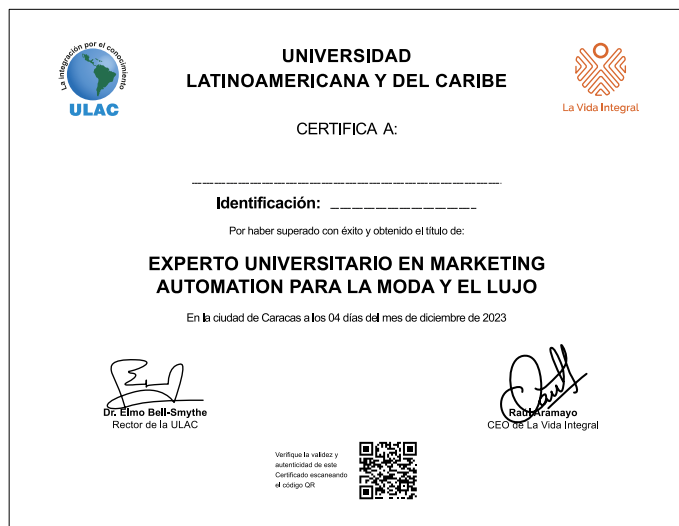 La integración por el conocimiento
ULAC
UNIVERSIDAD
LATINOAMERICANA Y DEL CARIBE
La Vida Integral
CERTIFICA A:
Identificación:
Por haber superado con éxito y obtenido el título de:
EXPERTO UNIVERSITARIO EN MARKETING
AUTOMATION PARA LA MODA Y EL LUJO
En la ciudad de Caracas a los 04 días del mes de diciembre de 2023
Dr. Elmo Bell-Smythe
Rector de la ULAC
Raúl Aramayo
CEO de La Vida Integral
Verifique la validez y
autenticidad de este
Certificado escaneando
el código QR